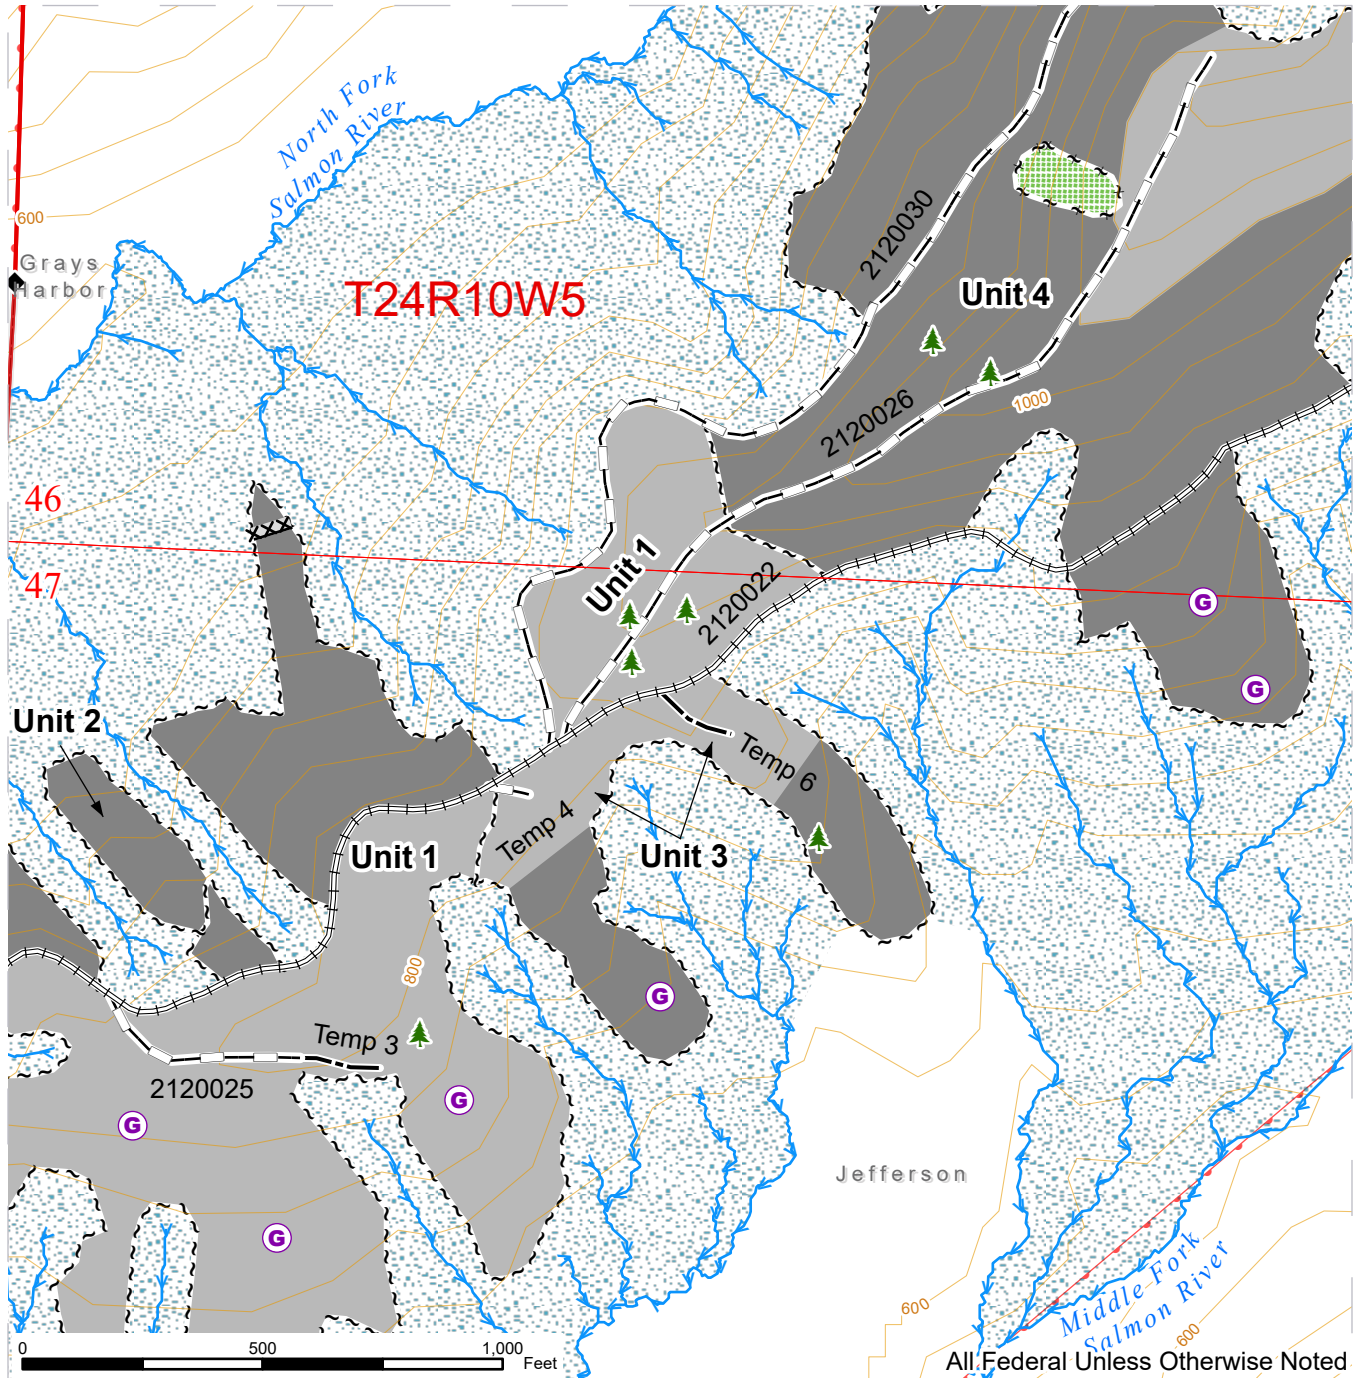 North Fork
Salmon River
600
Grays
Harbor
T24R10W5
2120030
Unit 4
2120026
1000
46
47
Unit 1
2120022
Unit 2
Temp 6
Temp 4
Unit 1
Unit 3
800
G
G
G
Temp 3
2120025
G
G
G
Jefferson
Middle Fork
Salmon River
600
600
0 500 1,000
Feet
All Federal Unless Otherwise Noted